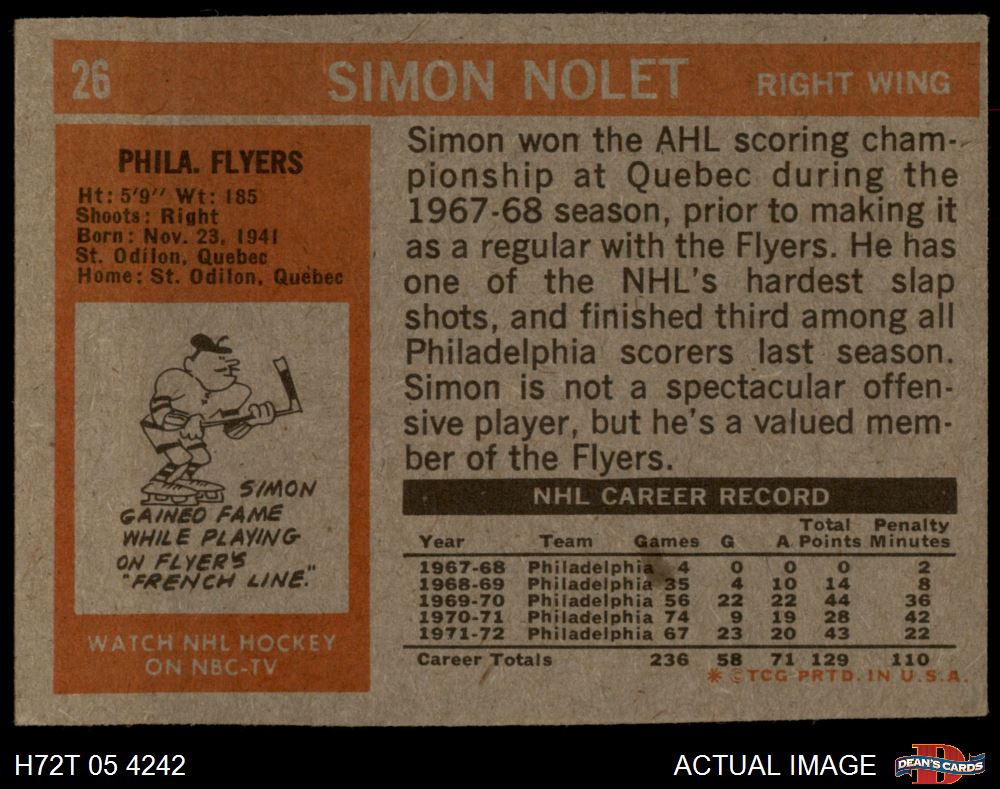 26 SIMON NOLET RIGHT WING
PHILA. FLYERS
Ht: 5'9'' Wt: 185
Shoots: Right
Born: Nov. 23, 1941
St. Odilon, Quebec
Home: St. Odilon, Quebec
SIMON
GAINED FAME
WHILE PLAYING
ON FLYER'S
"FRENCH LINE."
WATCH NHL HOCKEY
ON NBC-TV
Simon won the AHL scoring cham-
pionship at Quebec during the
1967-68 season, prior to making it
as a regular with the Flyers. He has
one of the NHL's hardest slap
shots, and finished third among all
Philadelphia scorers last season.
Simon is not a spectacular offen-
sive player, but he's a valued mem-
ber of the Flyers.
NHL CAREER RECORD
Year Team Games G A Total Points Penalty Minutes
1967-68 Philadelphia 4 0 0 0 2
1968-69 Philadelphia 35 4 10 14 8
1969-70 Philadelphia 56 22 22 44 36
1970-71 Philadelphia 74 9 19 28 42
1971-72 Philadelphia 67 23 20 43 22
Career Totals 236 58 71 129 110
* © TCG PRTD. IN U.S.A.
H72T 05 4242
ACTUAL IMAGE
D
DEAN'S CARDS